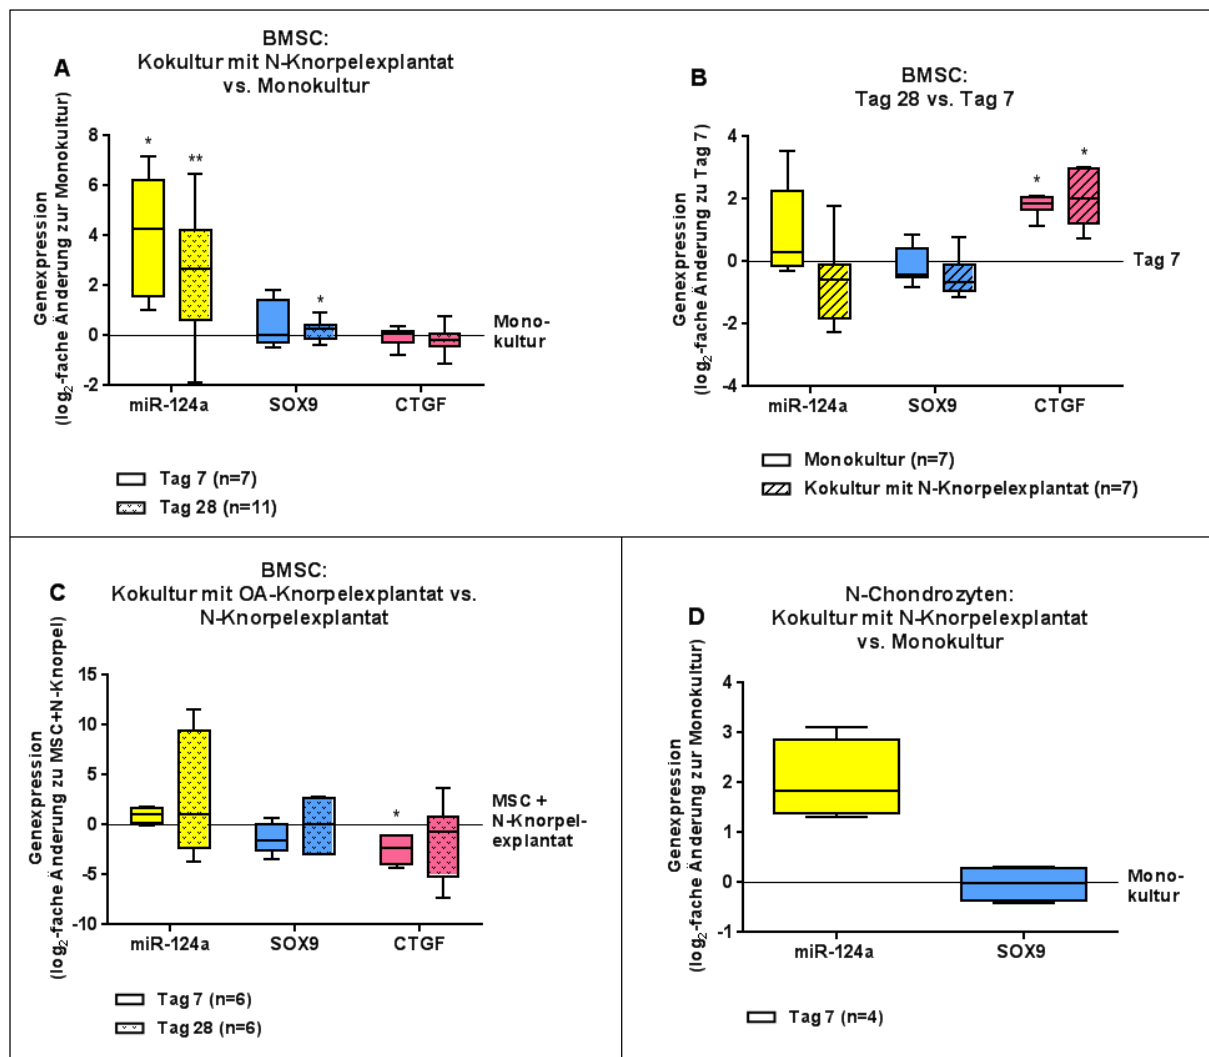 A
BMSC:
Kokultur mit N-Knorpelexplantat
vs. Monokultur
Genexpression
(log₂-fache Änderung zur Monokultur)
8
6
4
2
0
-2
*
**
*
Mono-
kultur
miR-124a SOX9 CTGF
Tag 7 (n=7)
Tag 28 (n=11)
B
BMSC:
Tag 28 vs. Tag 7
Genexpression
(log₂-fache Änderung zu Tag 7)
4
2
0
-2
-4
*
*
Tag 7
miR-124a SOX9 CTGF
Monokultur (n=7)
Kokultur mit N-Knorpelexplantat (n=7)
C
BMSC:
Kokultur mit OA-Knorpelexplantat vs.
N-Knorpelexplantat
Genexpression
(log₂-fache Änderung zu MSC+N-Knorpel)
15
10
5
0
-5
-10
*
MSC +
N-Knorpel-
explantat
miR-124a SOX9 CTGF
Tag 7 (n=6)
Tag 28 (n=6)
D
N-Chondrozyten:
Kokultur mit N-Knorpelexplantat
vs. Monokultur
Genexpression
(log₂-fache Änderung zur Monokultur)
4
3
2
1
0
-1
Mono-
kultur
miR-124a SOX9
Tag 7 (n=4)